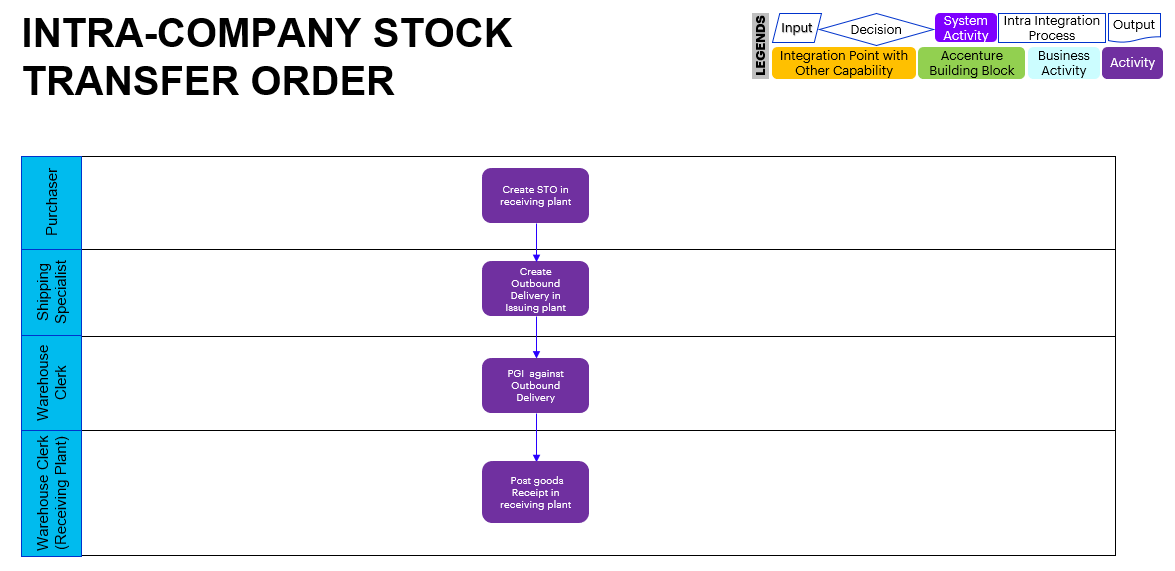 INTRA-COMPANY STOCK
TRANSFER ORDER
LEGENDS
Input
Decision
System
Activity
Intra Integration
Process
Output
Integration Point with
Other Capability
Accenture
Building Block
Business
Activity
Activity
Purchaser
Create STO in
receiving plant
Shipping
Specialist
Create
Outbound
Delivery in
Issuing plant
Warehouse
Clerk
PGI against
Outbound
Delivery
Warehouse Clerk
(Receiving Plant)
Post goods
Receipt in
receiving plant